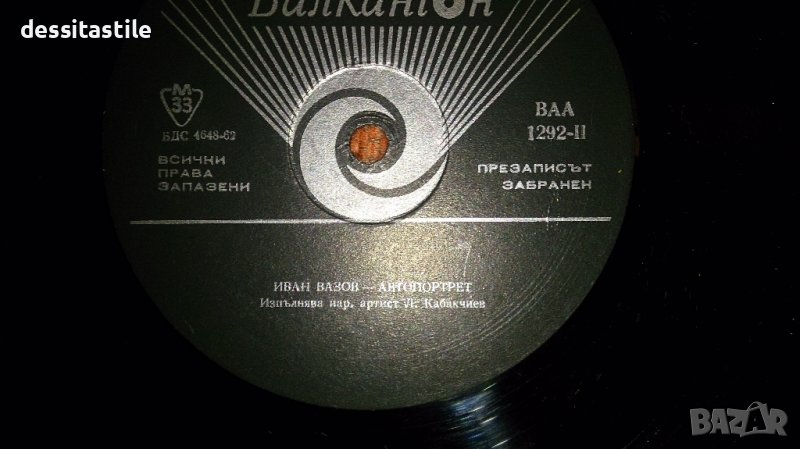 dessitastile
Балкантон
М
33
БДС 4648-62
ВСИЧКИ
ПРАВА
ЗАПАЗЕНИ
ВАА
1292-II
ПРЕЗАПИСЪТ
ЗАБРАНЕН
ИВАН ВАЗОВ — АВТОПОРТРЕТ
Изпълнява нар. артист Л. Кабакчиев
BAZAR